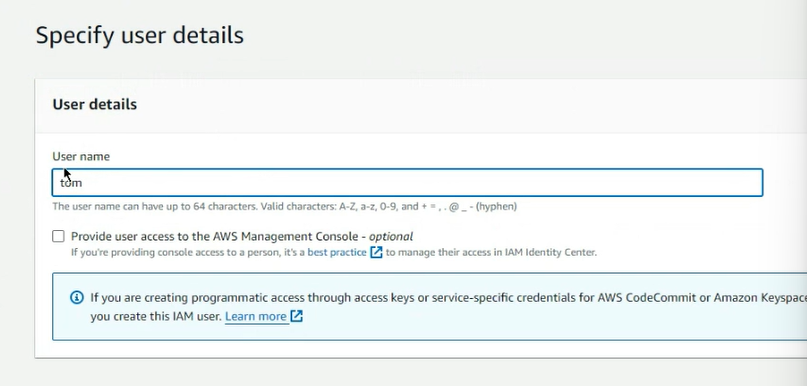 Specify user details
User details
User name
tom
The user name can have up to 64 characters. Valid characters: A-Z, a-z, 0-9, and + = , . @ _ - (hyphen)
Provide user access to the AWS Management Console - optional
If you're providing console access to a person, it's a best practice to manage their access in IAM Identity Center.
If you are creating programmatic access through access keys or service-specific credentials for AWS CodeCommit or Amazon Keyspace
you create this IAM user. Learn more